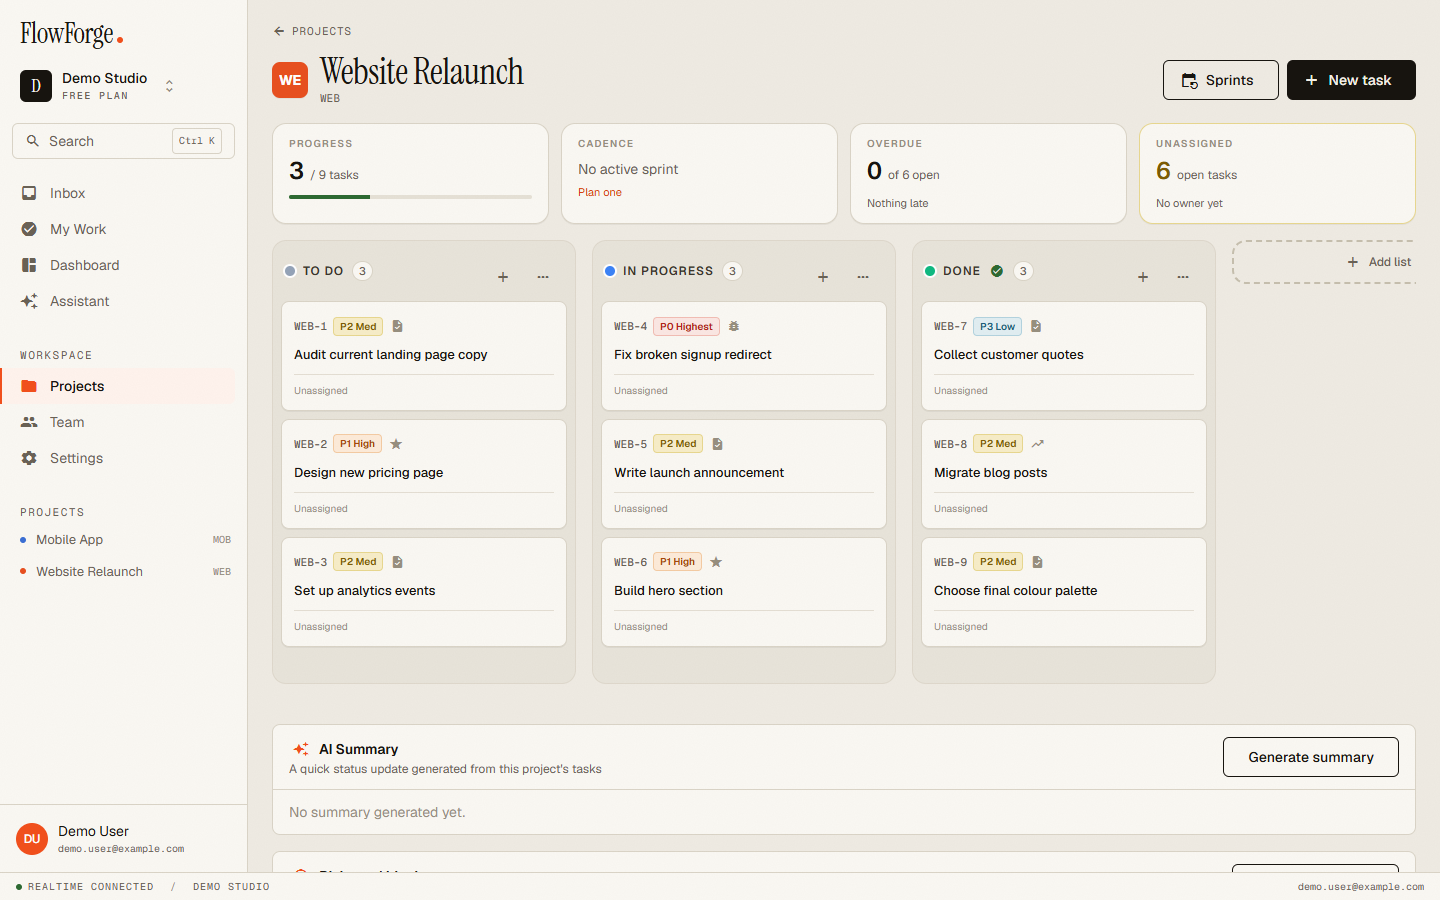 FlowForge.
D
Demo Studio
FREE PLAN
Search
Ctrl K
Inbox
My Work
Dashboard
Assistant
WORKSPACE
Projects
Team
Settings
PROJECTS
Mobile App MOB
Website Relaunch WEB
DU
Demo User
demo.user@example.com
PROJECTS
WE
Website Relaunch
WEB
Sprints
New task
PROGRESS
3 / 9 tasks
CADENCE
No active sprint
Plan one
OVERDUE
0 of 6 open
Nothing late
UNASSIGNED
6 open tasks
No owner yet
TO DO 3
WEB-1 P2 Med
Audit current landing page copy
Unassigned
WEB-2 P1 High
Design new pricing page
Unassigned
WEB-3 P2 Med
Set up analytics events
Unassigned
IN PROGRESS 3
WEB-4 P0 Highest
Fix broken signup redirect
Unassigned
WEB-5 P2 Med
Write launch announcement
Unassigned
WEB-6 P1 High
Build hero section
Unassigned
DONE 3
WEB-7 P3 Low
Collect customer quotes
Unassigned
WEB-8 P2 Med
Migrate blog posts
Unassigned
WEB-9 P2 Med
Choose final colour palette
Unassigned
Add list
AI Summary
A quick status update generated from this project's tasks
Generate summary
No summary generated yet.
REALTIME CONNECTED / DEMO STUDIO
demo.user@example.com